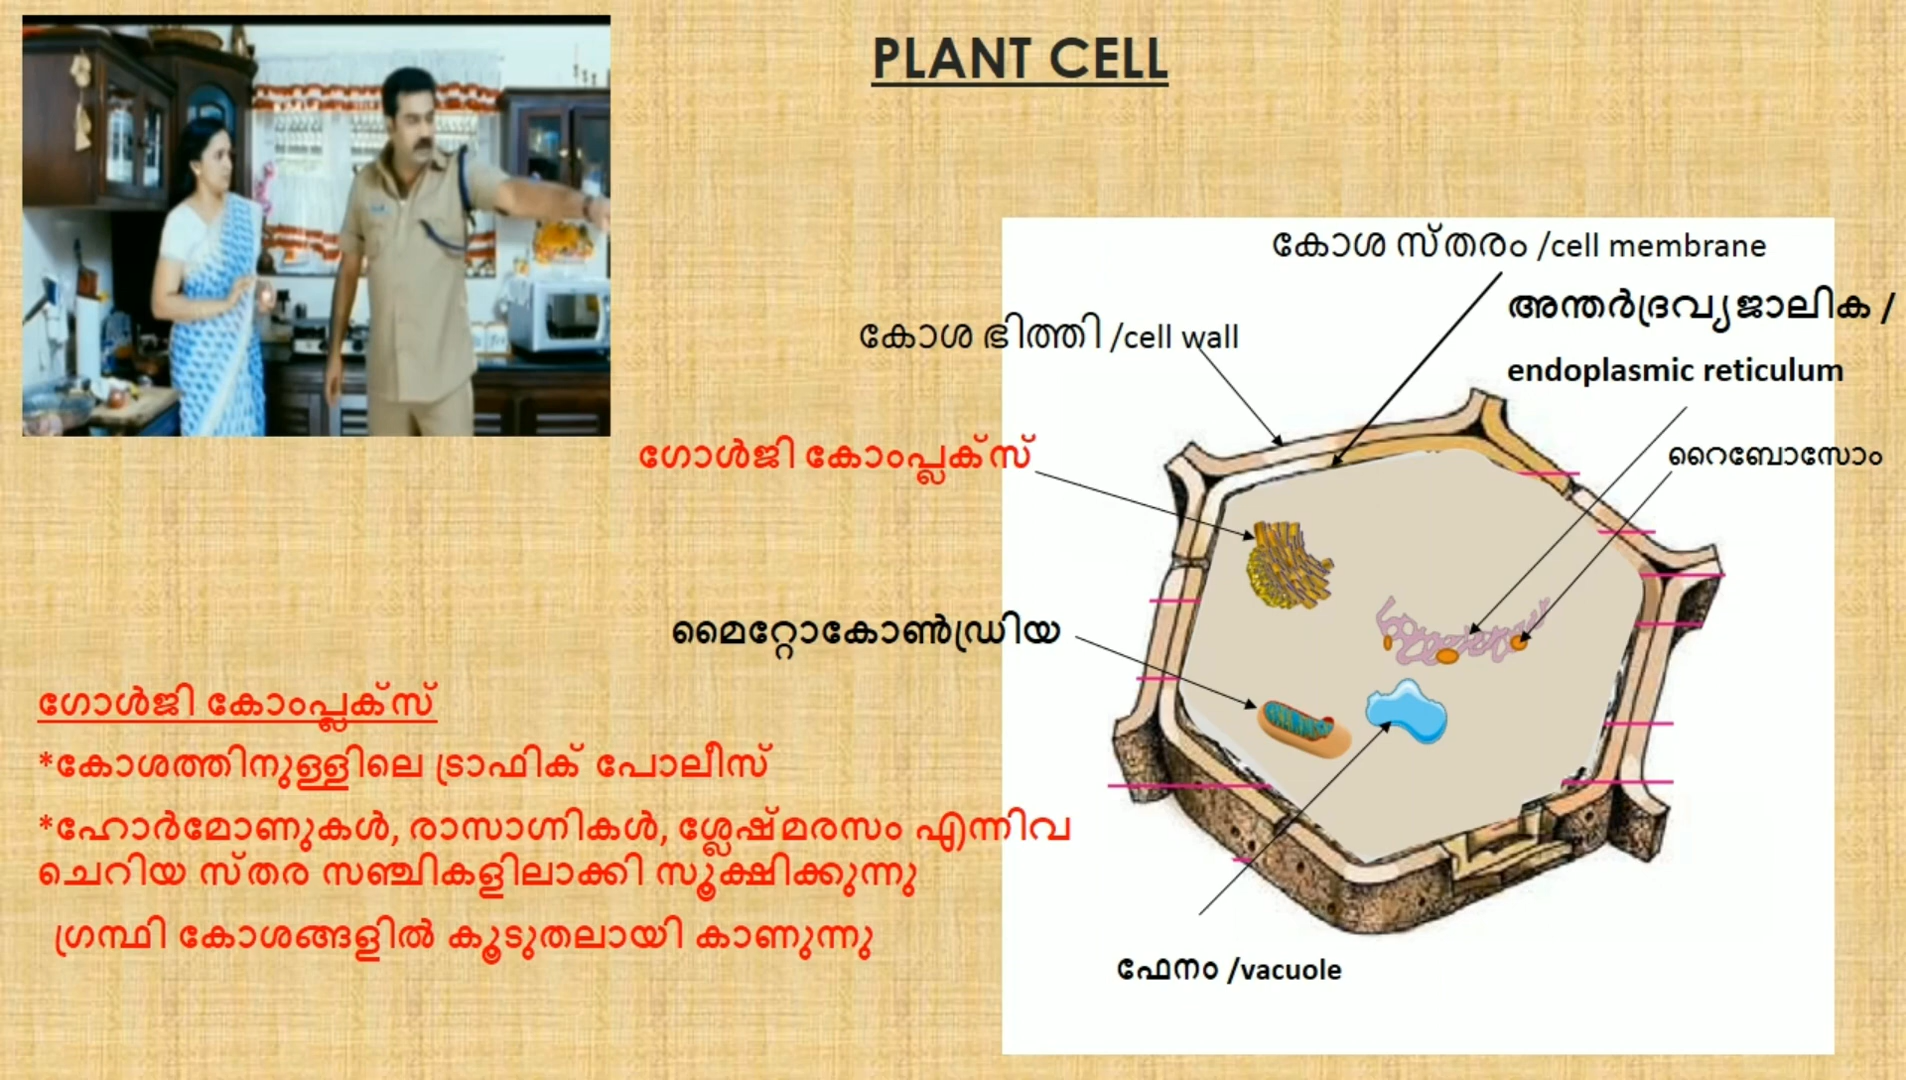 PLANT CELL
കോശ സ്തരം /cell membrane
അന്തർദ്രവ്യജാലിക /
endoplasmic reticulum
കോശ ഭിത്തി /cell wall
ഗോൾജി കോംപ്ലക്സ്
റൈബോസോം
മൈറ്റോകോൺഡ്രിയ
ഗോൾജി കോംപ്ലക്സ്
*കോശത്തിനുള്ളിലെ ട്രാഫിക് പോലീസ്
*ഹോർമോണുകൾ, രാസാഗ്നികൾ, ശ്ലേഷ്മരസം എന്നിവ
ചെറിയ സ്തര സഞ്ചികളിലാക്കി സൂക്ഷിക്കുന്നു
ഗ്രന്ഥി കോശങ്ങളിൽ കൂടുതലായി കാണുന്നു
ഫേനം /vacuole